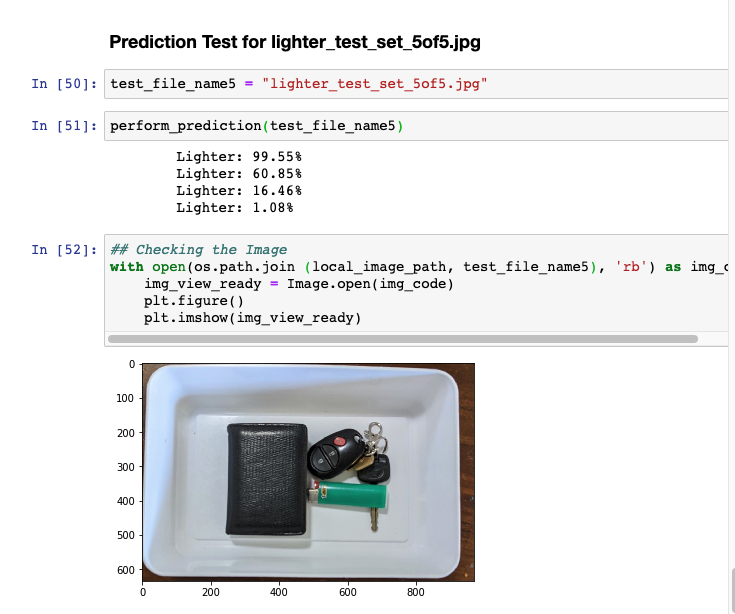 Prediction Test for lighter_test_set_5of5.jpg
In [50]: test_file_name5 = "lighter_test_set_5of5.jpg"
In [51]: perform_prediction(test_file_name5)
Lighter: 99.55%
Lighter: 60.85%
Lighter: 16.46%
Lighter: 1.08%
In [52]: ## Checking the Image
with open(os.path.join (local_image_path, test_file_name5), 'rb') as img_c
img_view_ready = Image.open(img_code)
plt.figure()
plt.imshow(img_view_ready)
0
100
200
300
400
500
600
0 200 400 600 800